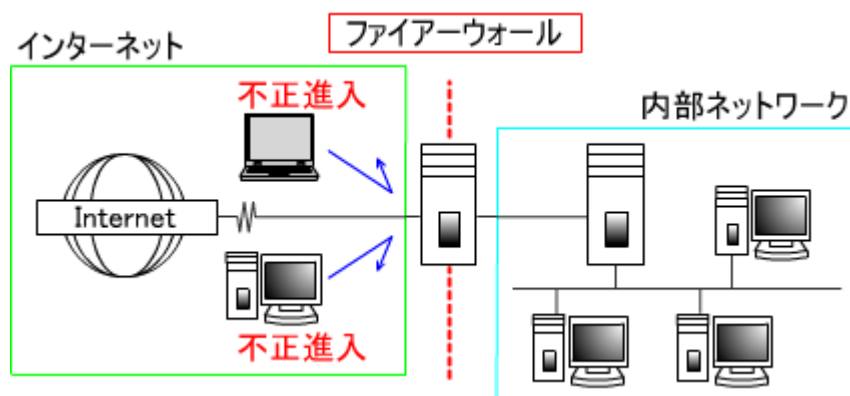 ファイアーウォール
インターネット
不正進入
内部ネットワーク
Internet
不正進入